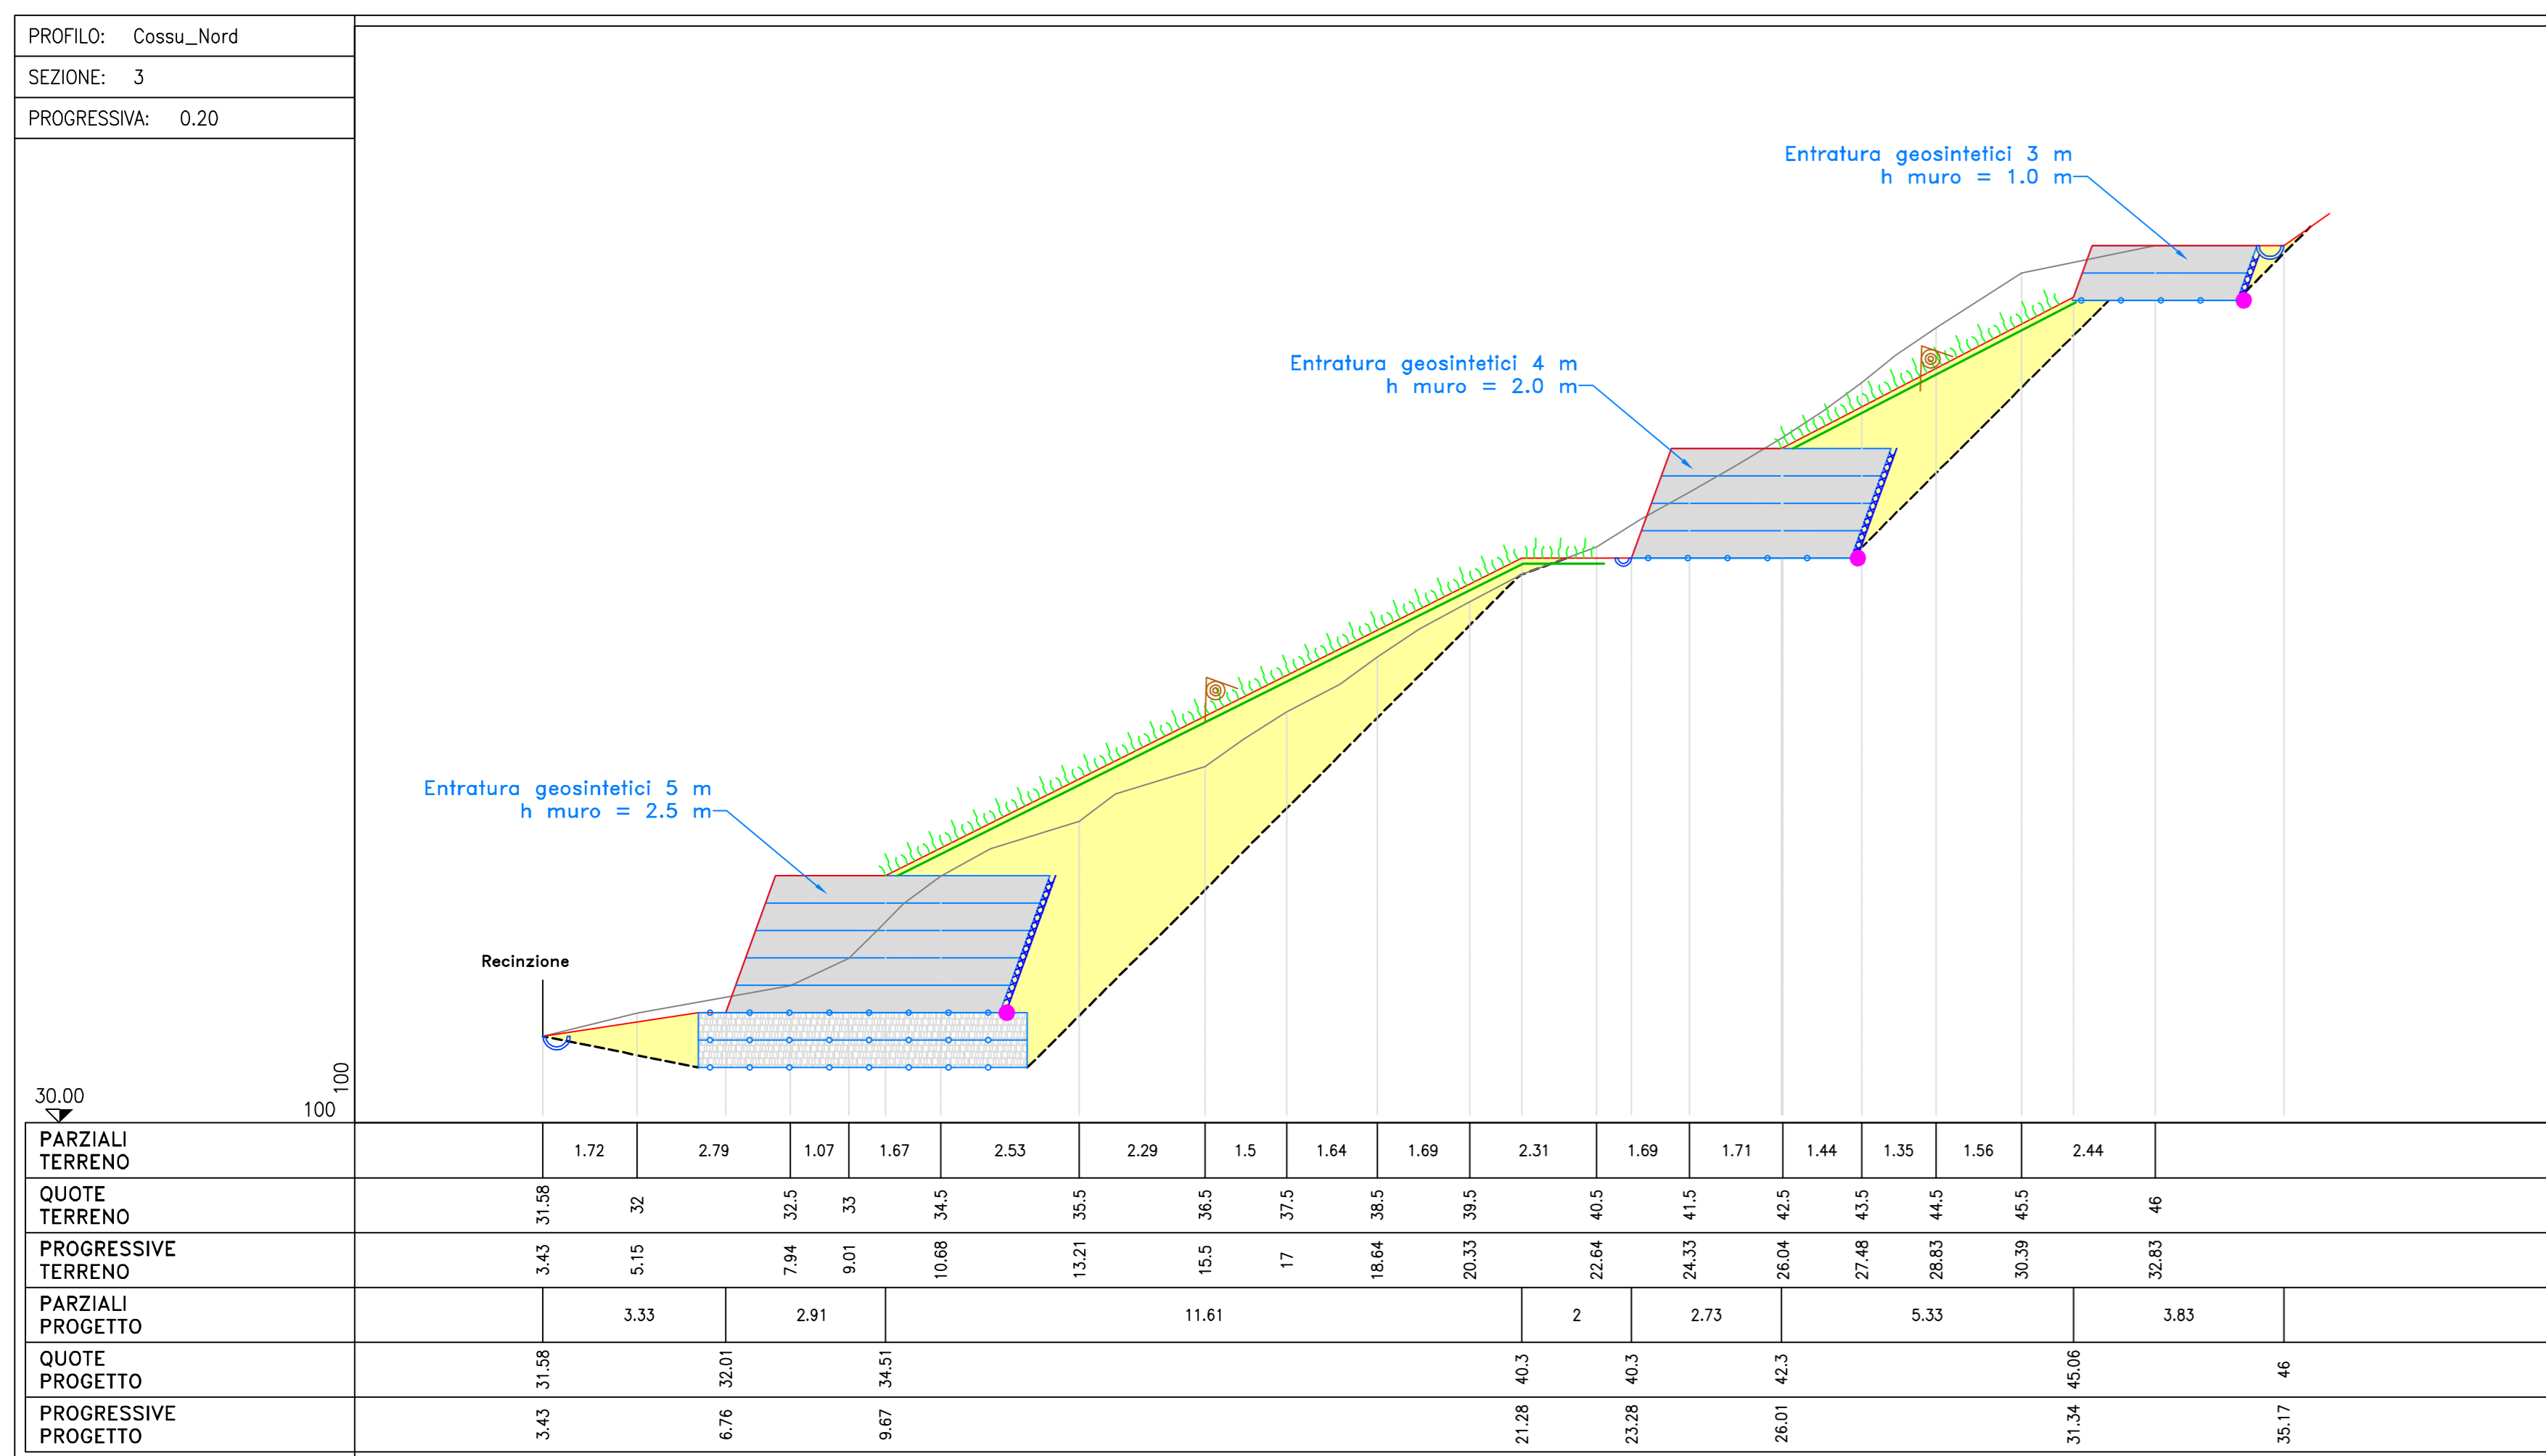 PROFILO: Cossu_Nord
SEZIONE: 3
PROGRESSIVA: 0.20
Entratura geosintetici 3 m
h muro = 1.0 m
Entratura geosintetici 4 m
h muro = 2.0 m
Entratura geosintetici 5 m
h muro = 2.5 m
Recinzione
30.00
100
100
PARZIALI
TERRENO
1.72 2.79 1.07 1.67 2.53 2.29 1.5 1.64 1.69 2.31 1.69 1.71 1.44 1.35 1.56 2.44
QUOTE
TERRENO
31.58 32 32.5 33 34.5 35.5 36.5 37.5 38.5 39.5 40.5 41.5 42.5 43.5 44.5 45.5 46
PROGRESSIVE
TERRENO
3.43 5.15 7.94 9.01 10.68 13.21 15.5 17 18.64 20.33 22.64 24.33 26.04 27.48 28.83 30.39 32.83
PARZIALI
PROGETTO
3.33 2.91 11.61 2 2.73 5.33 3.83
QUOTE
PROGETTO
31.58 32.01 34.51 40.3 40.3 42.3 45.06 46
PROGRESSIVE
PROGETTO
3.43 6.76 9.67 21.28 23.28 26.01 31.34 35.17